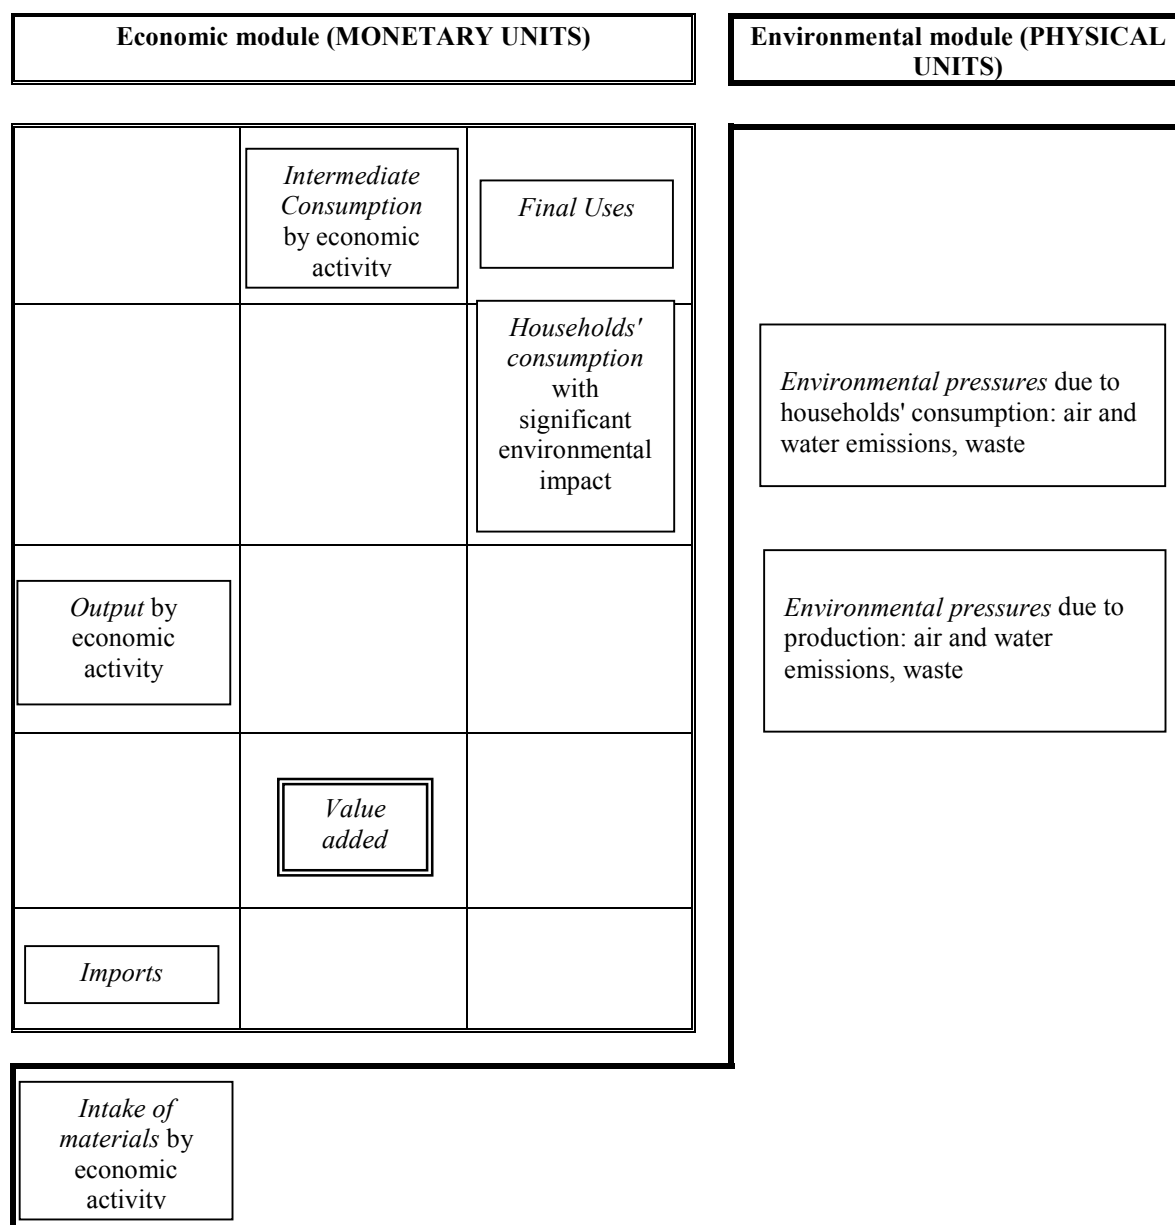 Economic module (MONETARY UNITS)
Environmental module (PHYSICAL
UNITS)
Intermediate
Consumption
by economic
activity
Final Uses
Households'
consumption
with
significant
environmental
impact
Environmental pressures due to
households' consumption: air and
water emissions, waste
Output by
economic
activity
Environmental pressures due to
production: air and water
emissions, waste
Value
added
Imports
Intake of
materials by
economic
activity